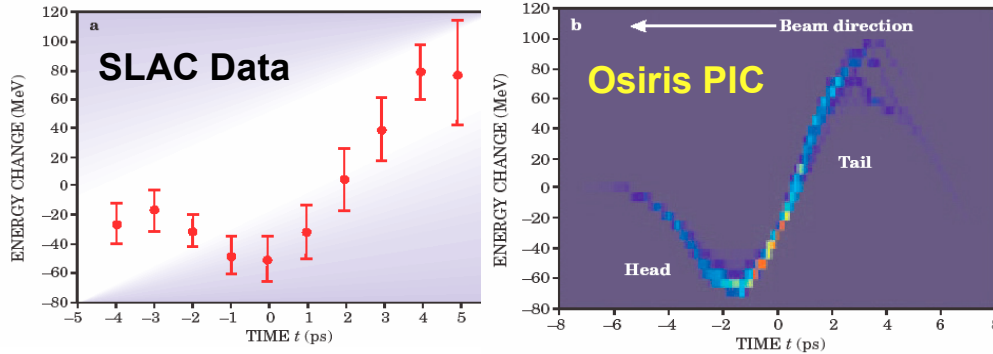 a
SLAC Data
ENERGY CHANGE (MeV)
120
100
80
60
40
20
0
−20
−40
−60
−80
−5 −4 −3 −2 −1 0 1 2 3 4 5
TIME t (ps)
b
Beam direction
Osiris PIC
Tail
Head
ENERGY CHANGE (MeV)
120
100
80
60
40
20
0
−20
−40
−60
−80
−8 −6 −4 −2 0 2 4 6 8
TIME t (ps)